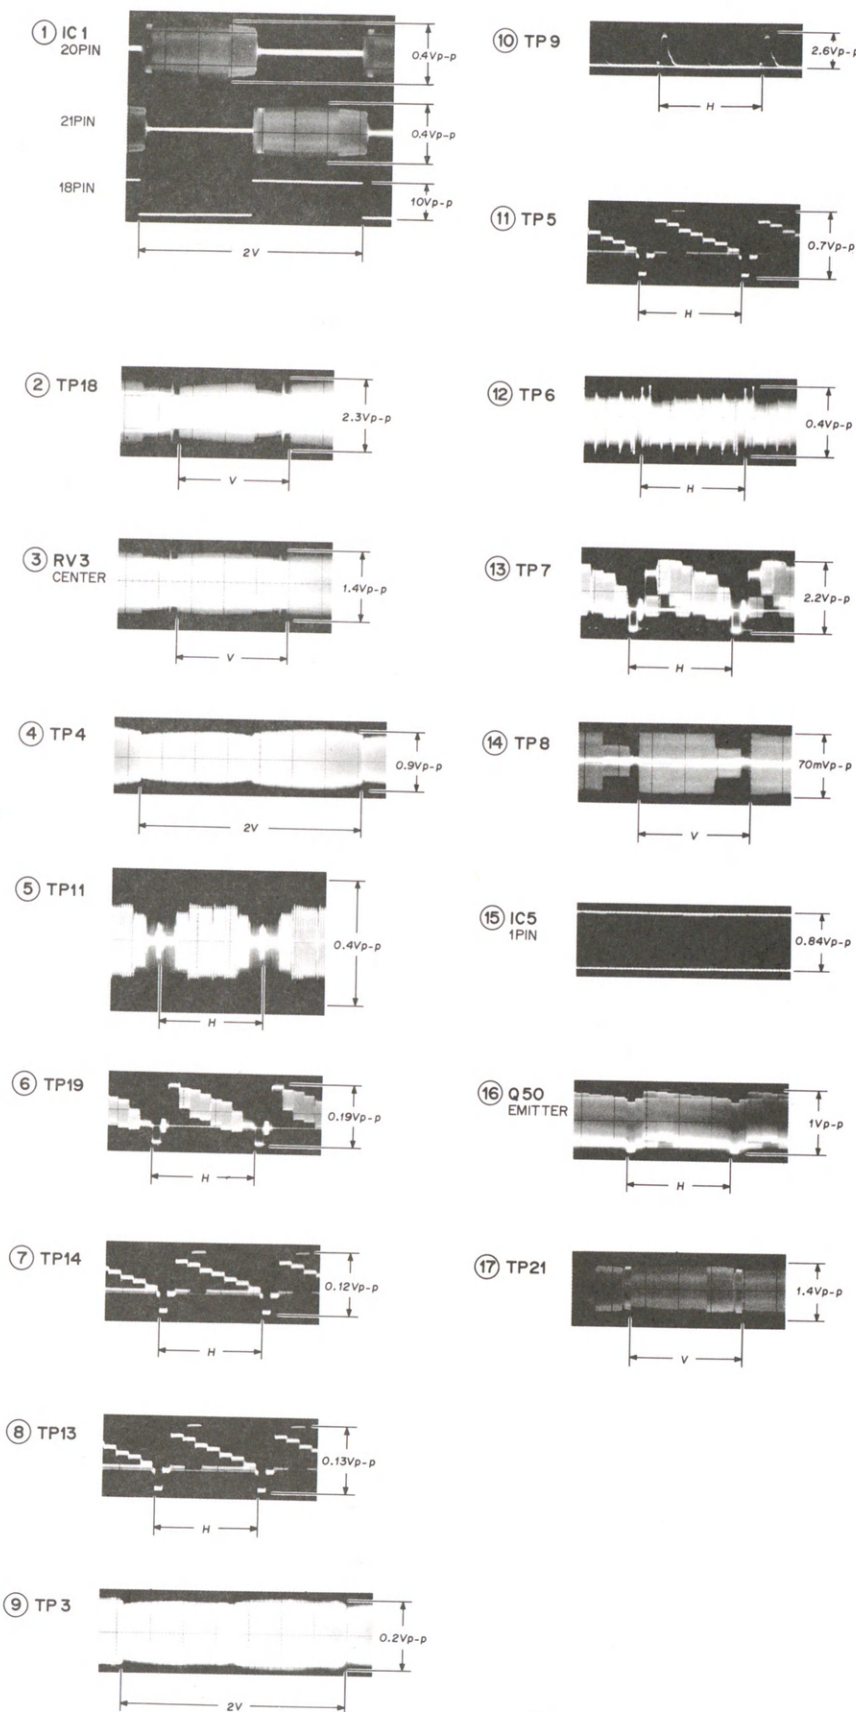 ① IC1
20PIN
0.4Vp-p
21PIN
0.4Vp-p
18PIN
10Vp-p
2V
② TP18
2.3Vp-p
V
③ RV3
CENTER
1.4Vp-p
V
④ TP4
0.9Vp-p
2V
⑤ TP11
0.4Vp-p
H
⑥ TP19
0.19Vp-p
H
⑦ TP14
0.12Vp-p
H
⑧ TP13
0.13Vp-p
H
⑨ TP3
0.2Vp-p
2V
⑩ TP9
2.6Vp-p
H
⑪ TP5
0.7Vp-p
H
⑫ TP6
0.4Vp-p
H
⑬ TP7
2.2Vp-p
H
⑭ TP8
70mVp-p
V
⑮ IC5
1PIN
0.84Vp-p
⑯ Q50
EMITTER
1Vp-p
H
⑰ TP21
1.4Vp-p
V